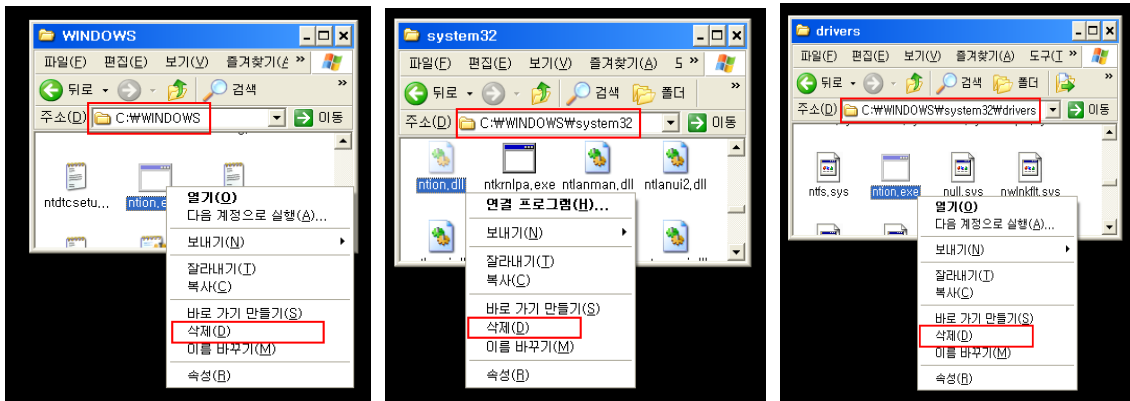 WINDOWS
파일(F) 편집(E) 보기(V) 즐겨찾기(A »
뒤로 검색 »
주소(D) C:₩WINDOWS 이동
ntdtcsetu... ntion,e
열기(O)
다음 계정으로 실행(A)...
보내기(N)
잘라내기(T)
복사(C)
바로 가기 만들기(S)
삭제(D)
이름 바꾸기(M)
속성(R)
system32
파일(F) 편집(E) 보기(V) 즐겨찾기(A) »
뒤로 검색 폴더 »
주소(D) C:₩WINDOWS₩system32 이동
ntion,dll ntkrnlpa,exe ntlanman,dll ntlanui2,dll
연결 프로그램(H)...
보내기(N)
잘라내기(T)
복사(C)
바로 가기 만들기(S)
삭제(D)
이름 바꾸기(M)
속성(R)
drivers
파일(F) 편집(E) 보기(V) 즐겨찾기(A) 도구(T »
뒤로 검색 폴더 »
주소(D) C:₩WINDOWS₩system32₩drivers 이동
ntfs,sys ntion,exe null,sys nwlnkflt,sys
열기(O)
다음 계정으로 실행(A)...
보내기(N)
잘라내기(T)
복사(C)
바로 가기 만들기(S)
삭제(D)
이름 바꾸기(M)
속성(R)